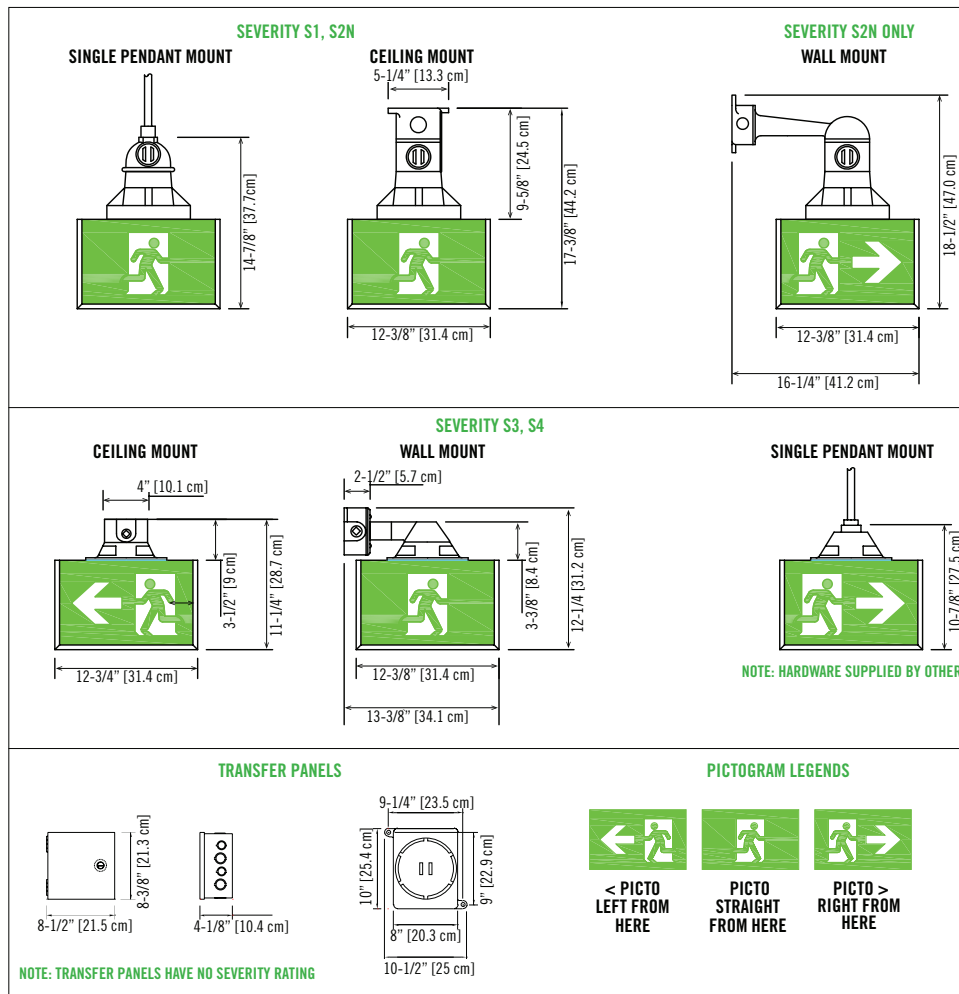 SEVERITY S1, S2N
SINGLE PENDANT MOUNT
14-7/8” [37.7cm]
CEILING MOUNT
5-1/4” [13.3 cm]
9-5/8” [24.5 cm]
17-3/8” [44.2 cm]
12-3/8” [31.4 cm]
SEVERITY S2N ONLY
WALL MOUNT
18-1/2” [47.0 cm]
12-3/8” [31.4 cm]
16-1/4” [41.2 cm]
SEVERITY S3, S4
CEILING MOUNT
4” [10.1 cm]
3-1/2” [9 cm]
11-1/4” [28.7 cm]
12-3/4” [31.4 cm]
WALL MOUNT
2-1/2” [5.7 cm]
3-3/8” [8.4 cm]
12-1/4 [31.2 cm]
12-3/8” [31.4 cm]
13-3/8” [34.1 cm]
SINGLE PENDANT MOUNT
10-7/8” [27.5 cm]
NOTE: HARDWARE SUPPLIED BY OTHER
TRANSFER PANELS
8-3/8” [21.3 cm]
8-1/2” [21.5 cm]
4-1/8” [10.4 cm]
9-1/4” [23.5 cm]
10” [25.4 cm]
9” [22.9 cm]
8” [20.3 cm]
10-1/2” [25 cm]
NOTE: TRANSFER PANELS HAVE NO SEVERITY RATING
PICTOGRAM LEGENDS
< PICTO
LEFT FROM
HERE
PICTO
STRAIGHT
FROM HERE
PICTO >
RIGHT FROM
HERE